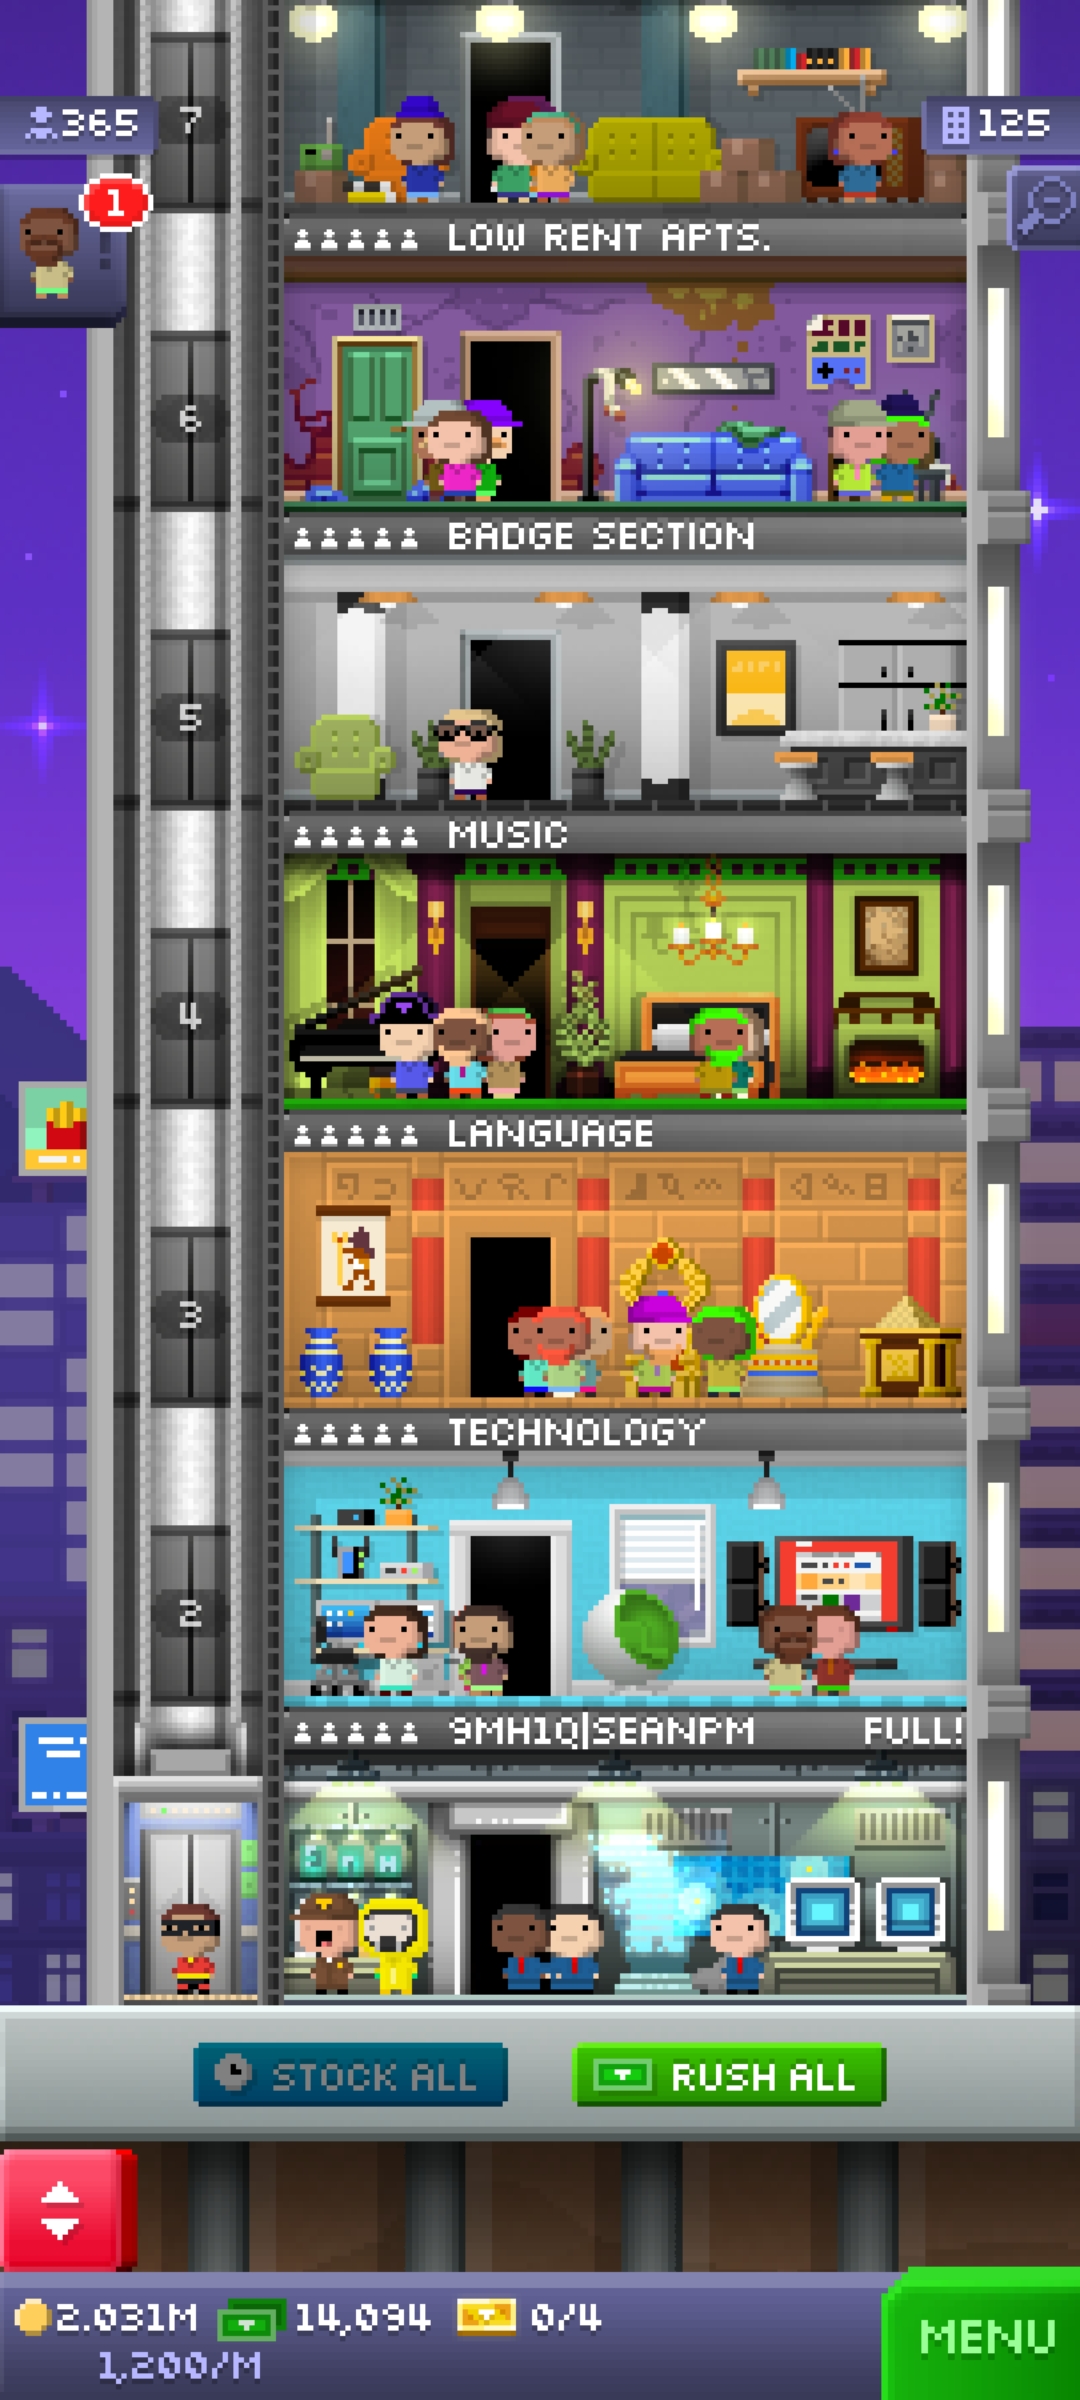 7
365
125
1
LOW RENT APTS.
6
BADGE SECTION
5
MUSIC
4
LANGUAGE
3
TECHNOLOGY
2
9MH1Q|SEANPM FULL!
STOCK ALL
RUSH ALL
2.031M 14,094 0/4
1,200/M
MENU